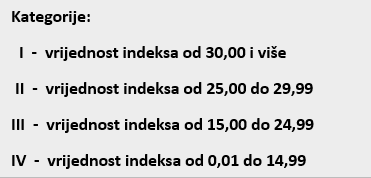 Kategorije:
I - vrijednost indeksa od 30,00 i više
II - vrijednost indeksa od 25,00 do 29,99
III - vrijednost indeksa od 15,00 do 24,99
IV - vrijednost indeksa od 0,01 do 14,99